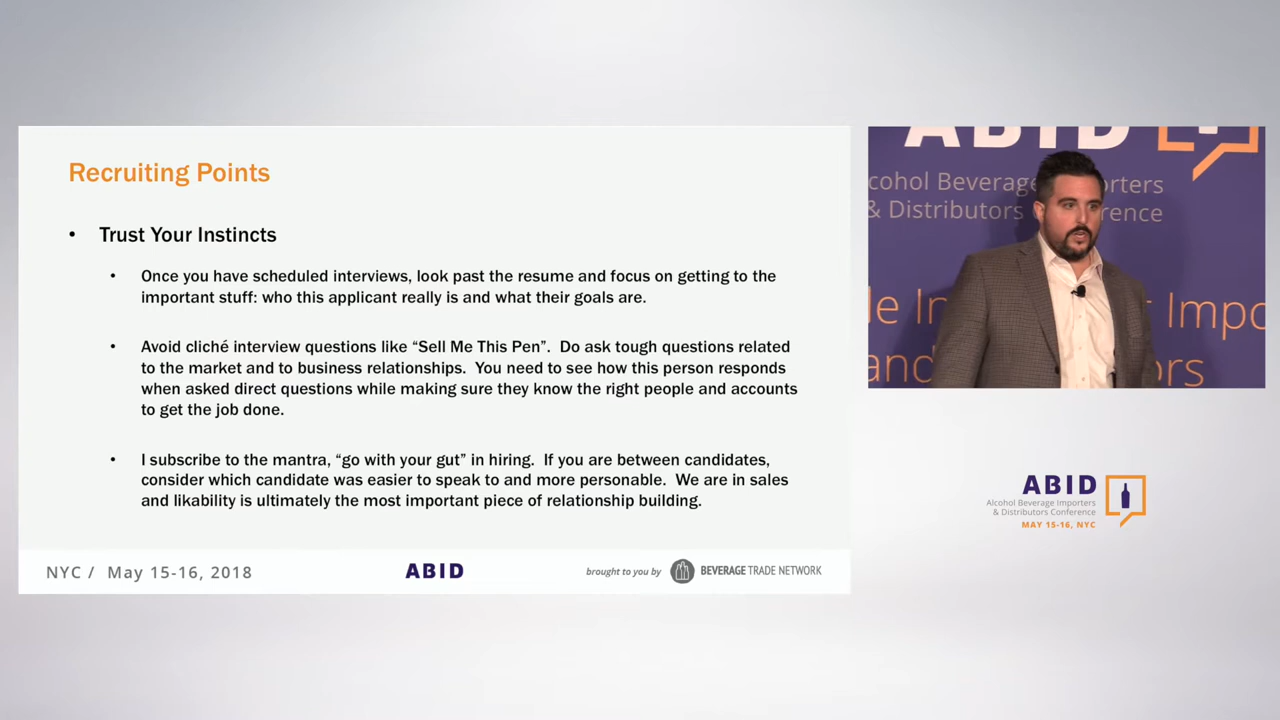 Recruiting Points
• Trust Your Instincts
• Once you have scheduled interviews, look past the resume and focus on getting to the
important stuff: who this applicant really is and what their goals are.
• Avoid cliché interview questions like “Sell Me This Pen”. Do ask tough questions related
to the market and to business relationships. You need to see how this person responds
when asked direct questions while making sure they know the right people and accounts
to get the job done.
• I subscribe to the mantra, “go with your gut” in hiring. If you are between candidates,
consider which candidate was easier to speak to and more personable. We are in sales
and likability is ultimately the most important piece of relationship building.
NYC / May 15-16, 2018
ABID
brought to you by BEVERAGE TRADE NETWORK
ABID
cohol Beverage rters
& Distributors rence
le In Impo
and ors
ABID
Alcohol Beverage Importers
& Distributors Conference
MAY 15-16, NYC